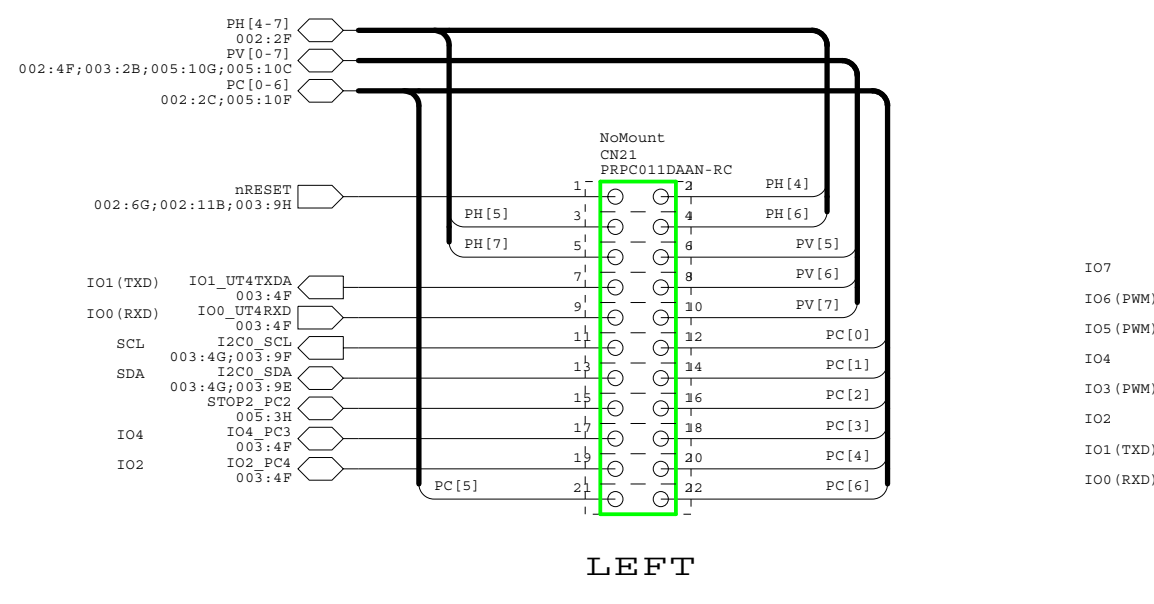 PH[4-7]
002:2F
PV[0-7]
002:4F;003:2B;005:10G;005:10C
PC[0-6]
002:2C;005:10F
NoMount
CN21
PRPC011DAAN-RC
nRESET
002:6G;002:11B;003:9H
1 2 PH[4]
PH[5] 3 4 PH[6]
PH[7] 5 6 PV[5]
IO1(TXD) IO1_UT4TXDA 7 8 PV[6]
003:4F
IO0(RXD) IO0_UT4RXD 9 10 PV[7]
003:4F
SCL I2C0_SCL 11 12 PC[0]
003:4G;003:9F
SDA I2C0_SDA 13 14 PC[1]
003:4G;003:9E
STOP2_PC2 15 16 PC[2]
005:3H
IO4 IO4_PC3 17 18 PC[3]
003:4F
IO2 IO2_PC4 19 20 PC[4]
003:4F
PC[5] 21 22 PC[6]
IO7
IO6(PWM)
IO5(PWM)
IO4
IO3(PWM)
IO2
IO1(TXD)
IO0(RXD)
LEFT